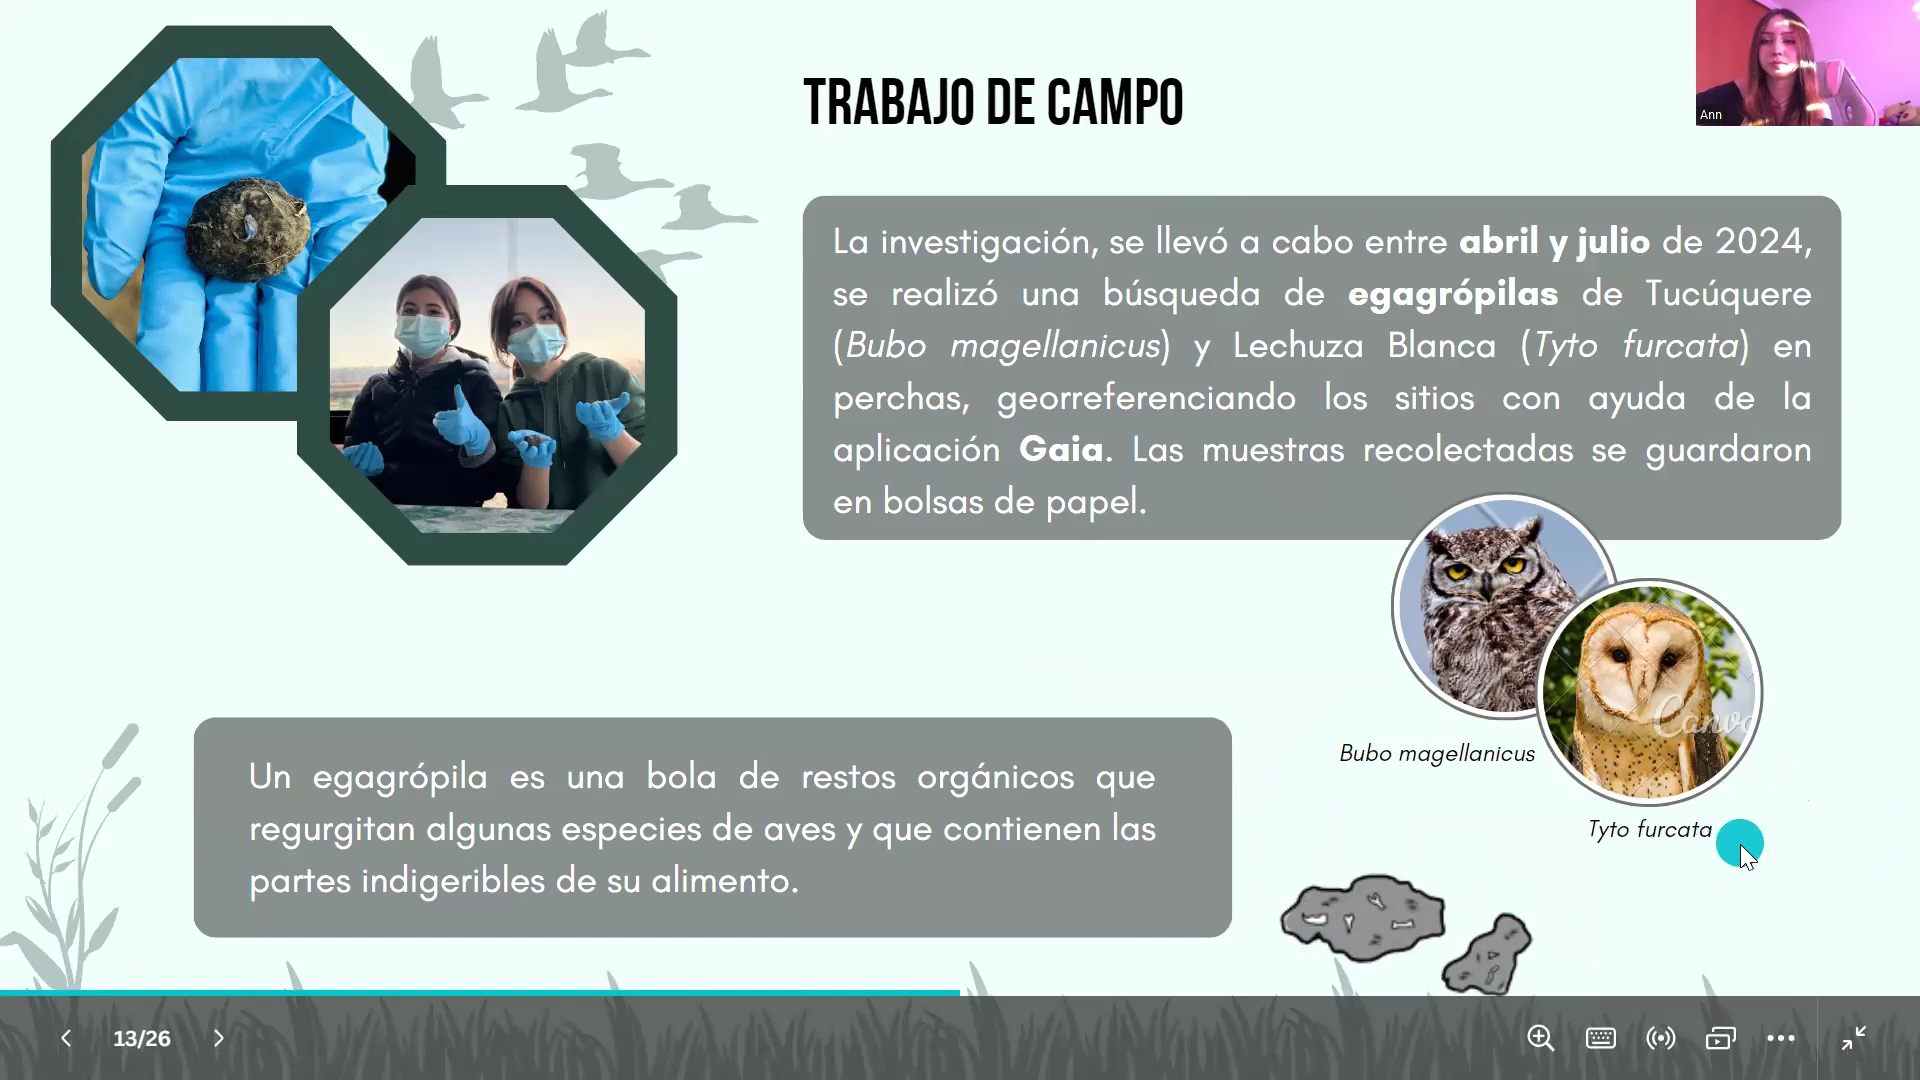 TRABAJO DE CAMPO
Ann
La investigación, se llevó a cabo entre abril y julio de 2024,
se realizó una búsqueda de egagrópilas de Tucúquere
(Bubo magellanicus) y Lechuza Blanca (Tyto furcata) en
perchas, georreferenciando los sitios con ayuda de la
aplicación Gaia. Las muestras recolectadas se guardaron
en bolsas de papel.
Canva
Bubo magellanicus
Tyto furcata
Un egagrópila es una bola de restos orgánicos que
regurgitan algunas especies de aves y que contienen las
partes indigeribles de su alimento.
13/26